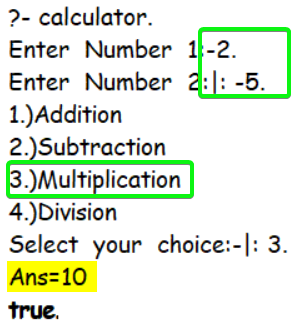 ?- calculator.
Enter Number 1:-2.
Enter Number 2:|: -5.
1.)Addition
2.)Subtraction
3.)Multiplication
4.)Division
Select your choice:-|: 3.
Ans=10
true.